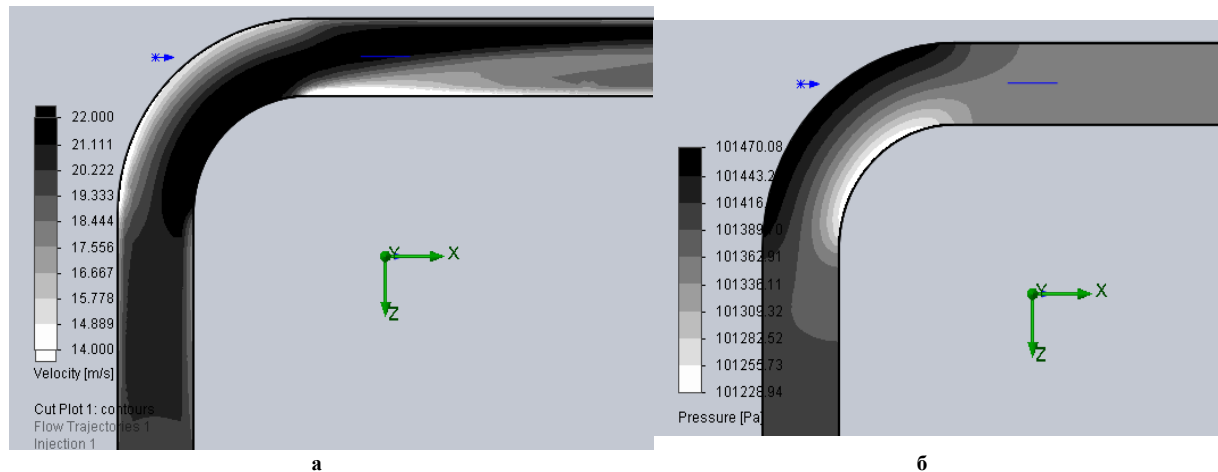 22.000
21.111
20.222
19.333
18.444
17.556
16.667
15.778
14.889
14.000
Velocity [m/s]
Cut Plot 1: contours
Flow Trajectories 1
Injection 1
Y
X
Z
а
101470.08
101443.2
101416
101389.70
101362.91
101336.11
101309.32
101282.52
101255.73
101228.94
Pressure [Pa]
Y
X
Z
б